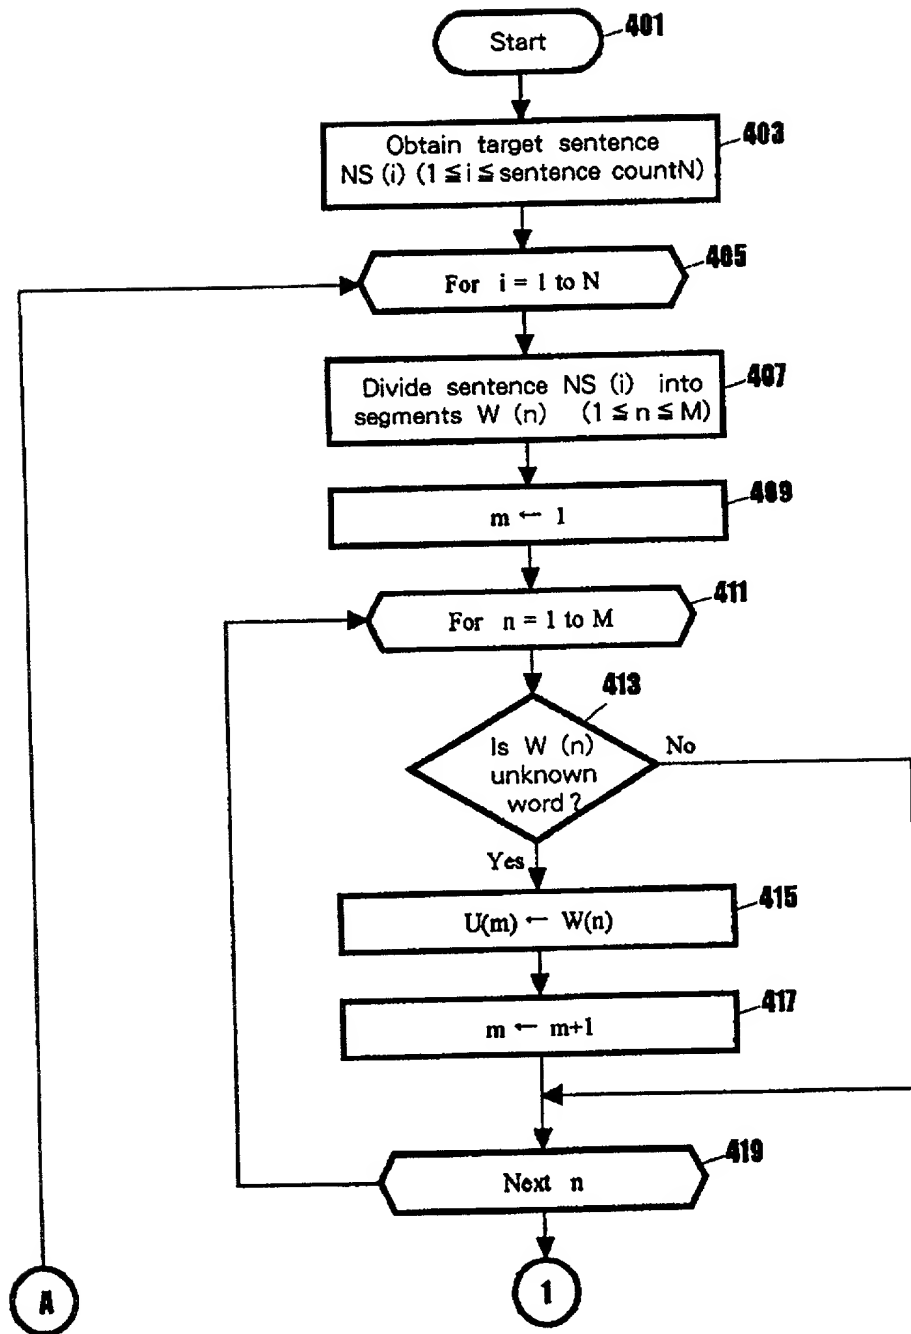 Start
401
Obtain target sentence
NS (i) (1 ≦ i ≦ sentence countN)
403
For i = 1 to N
405
Divide sentence NS (i) into
segments W (n) (1 ≦ n ≦ M)
407
m ← 1
409
For n = 1 to M
411
413
Is W (n)
unknown
word ?
No
Yes
U(m) ← W(n)
415
m ← m+1
417
Next n
419
A
1